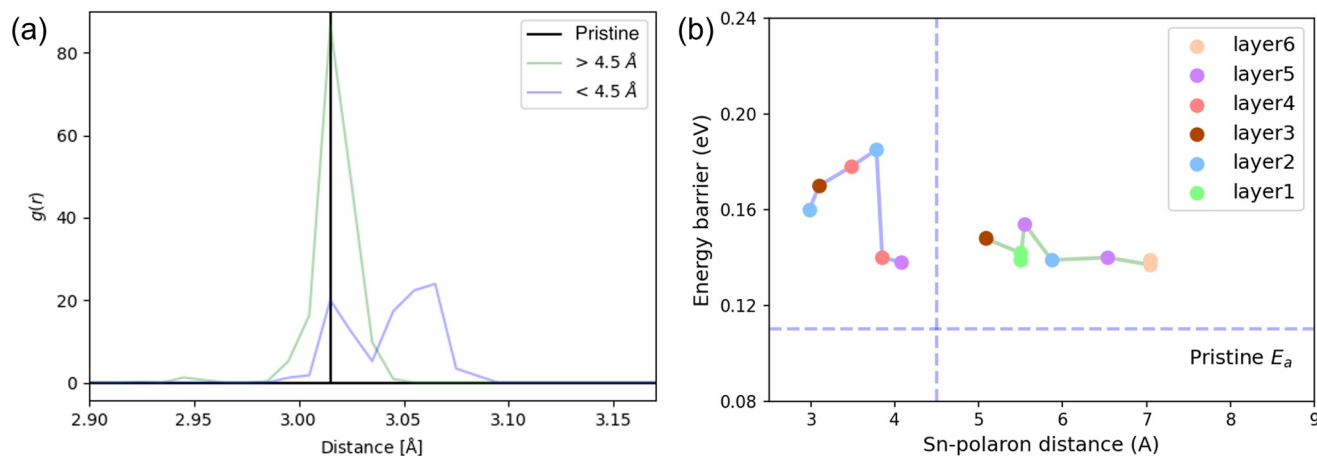 (a)
80
60
40
20
0
g(r)
2.90
2.95
3.00
3.05
3.10
3.15
Distance [Å]
Pristine
> 4.5 Å
< 4.5 Å
(b)
0.24
0.20
0.16
0.12
0.08
Energy barrier (eV)
3
4
5
6
7
8
9
Sn-polaron distance (A)
layer6
layer5
layer4
layer3
layer2
layer1
Pristine Eₐ